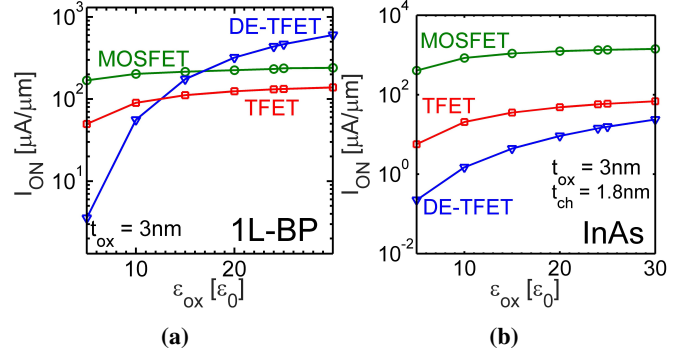 10³
10²
10¹
I_ON [μA/μm]
DE-TFET
MOSFET
TFET
t_ox = 3nm
1L-BP
10 20
ε_ox [ε_0]
(a)
10⁴
10²
10⁰
10⁻²
I_ON [μA/μm]
MOSFET
TFET
DE-TFET
t_ox = 3nm
t_ch = 1.8nm
InAs
10 20 30
ε_ox [ε_0]
(b)